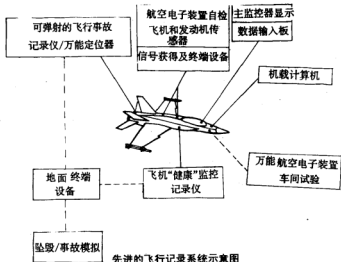 可弹射的飞行事故
记录仪/万能定位器
航空电子装置自检
飞机和发动机传
感器
信号获得及终端设备
主监控器显示
数据输入板
机载计算机
万能航空电子装置
车间试验
飞机“健康”监控
记录仪
地面终端
设备
坠毁/事故模拟
先进的飞行记录系统示意图